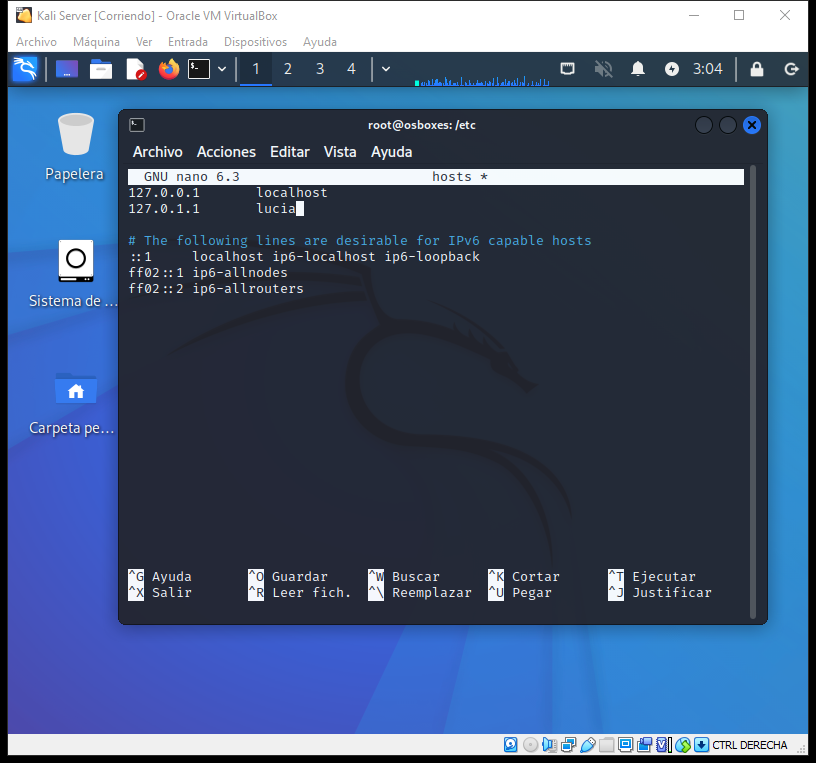 Kali Server [Corriendo] - Oracle VM VirtualBox
Archivo Máquina Ver Entrada Dispositivos Ayuda
1 2 3 4 3:04
Papelera
Sistema de ...
Carpeta pe...
root@osboxes: /etc
Archivo Acciones Editar Vista Ayuda
GNU nano 6.3 hosts *
127.0.0.1 localhost
127.0.1.1 lucia
# The following lines are desirable for IPv6 capable hosts
::1 localhost ip6-localhost ip6-loopback
ff02::1 ip6-allnodes
ff02::2 ip6-allrouters
^G Ayuda ^O Guardar ^W Buscar ^K Cortar ^T Ejecutar
^X Salir ^R Leer fich. ^\ Reemplazar ^U Pegar ^J Justificar
CTRL DERECHA